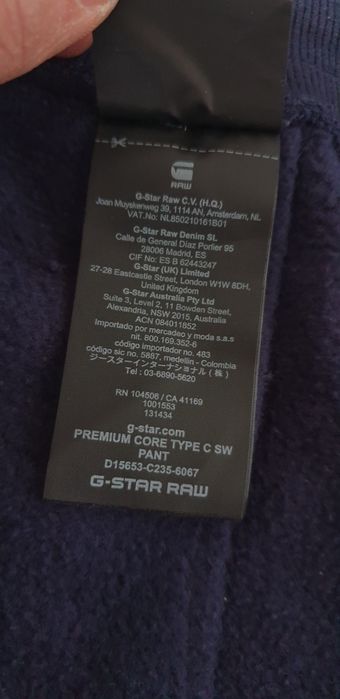 RAW
G-Star Raw C.V. (H.Q.)
Joan Muyskenweg 39, 1114 AN, Amsterdam, NL
VAT.No: NL850210161B01
G-Star Raw Denim SL
Calle de General Díaz Porlier 95
28006 Madrid, ES
CIF No: ES B 62443247
G-Star (UK) Limited
27-28 Eastcastle Street, London W1W 8DH,
United Kingdom
G-Star Australia Pty Ltd
Suite 3, Level 2, 11 Bowden Street,
Alexandria, NSW 2015, Australia
ACN 084011852
Importado por mercadeo y moda s.a.s
nit. 800.169.352-6
código importador no. 483
código sic no. 5887, medellin - Colombia
ジースターインターナショナル (株)
Tel : 03-6890-5620
RN 104506 / CA 41169
1001553
131434
g-star.com
PREMIUM CORE TYPE C SW
PANT
D15653-C235-6067
G-STAR RAW